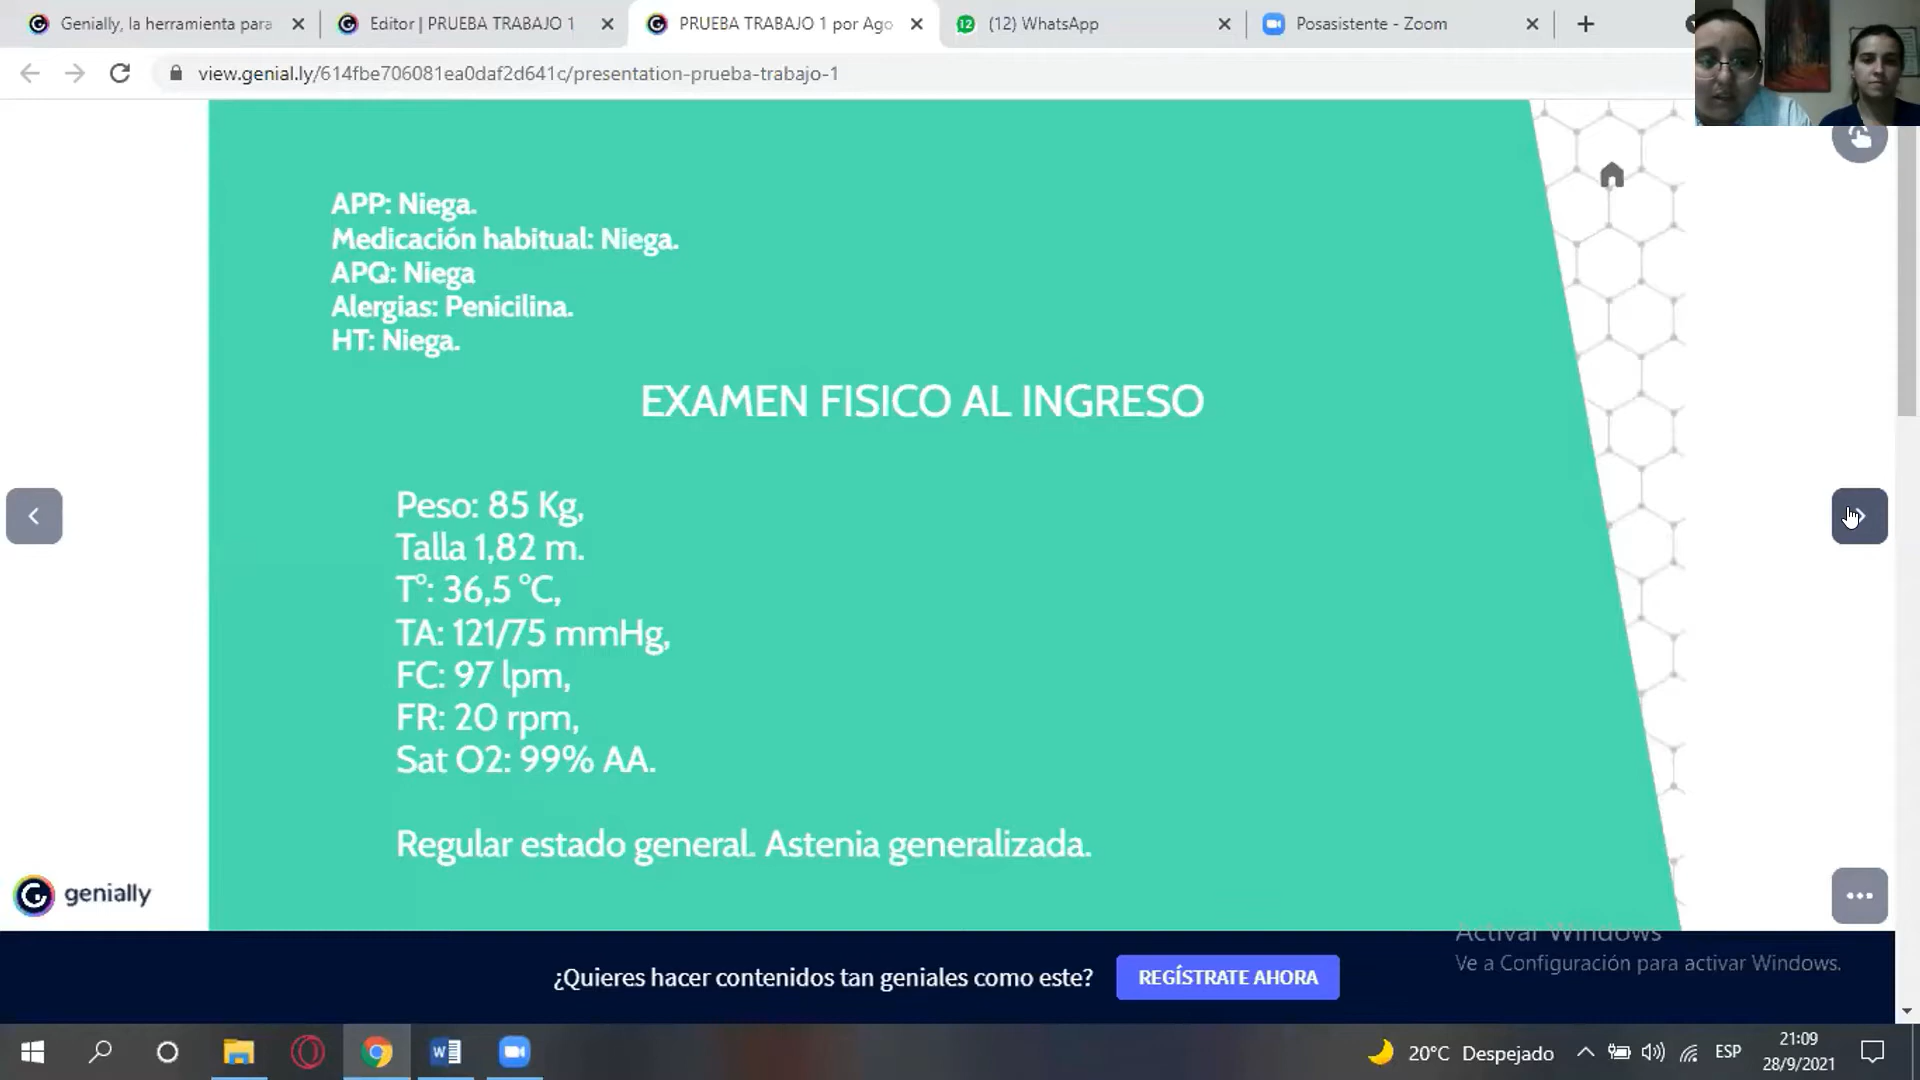 Genially, la herramienta para
Editor | PRUEBA TRABAJO 1
PRUEBA TRABAJO 1 por Ago
12
(12) WhatsApp
Posasistente - Zoom
view.genial.ly/614fbe706081ea0daf2d641c/presentation-prueba-trabajo-1
APP: Niega.
Medicación habitual: Niega.
APQ: Niega
Alergias: Penicilina.
HT: Niega.
EXAMEN FISICO AL INGRESO
Peso: 85 Kg,
Talla 1,82 m.
T°: 36,5 °C,
TA: 121/75 mmHg,
FC: 97 lpm,
FR: 20 rpm,
Sat O2: 99% AA.
Regular estado general. Astenia generalizada.
genially
Activar Windows
Ve a Configuración para activar Windows.
¿Quieres hacer contenidos tan geniales como este?
REGÍSTRATE AHORA
20°C Despejado
ESP
21:09
28/9/2021